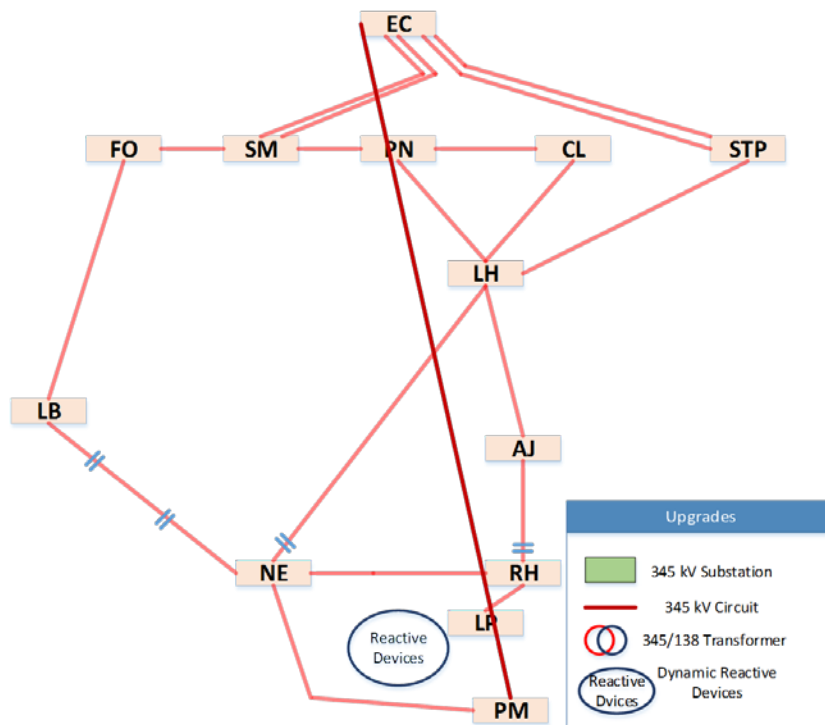 EC
FO
SM
PN
CL
STP
LH
LB
AJ
NE
RH
LP
Reactive
Devices
PM
Upgrades
345 kV Substation
345 kV Circuit
345/138 Transformer
Reactive
Dvices
Dynamic Reactive
Devices